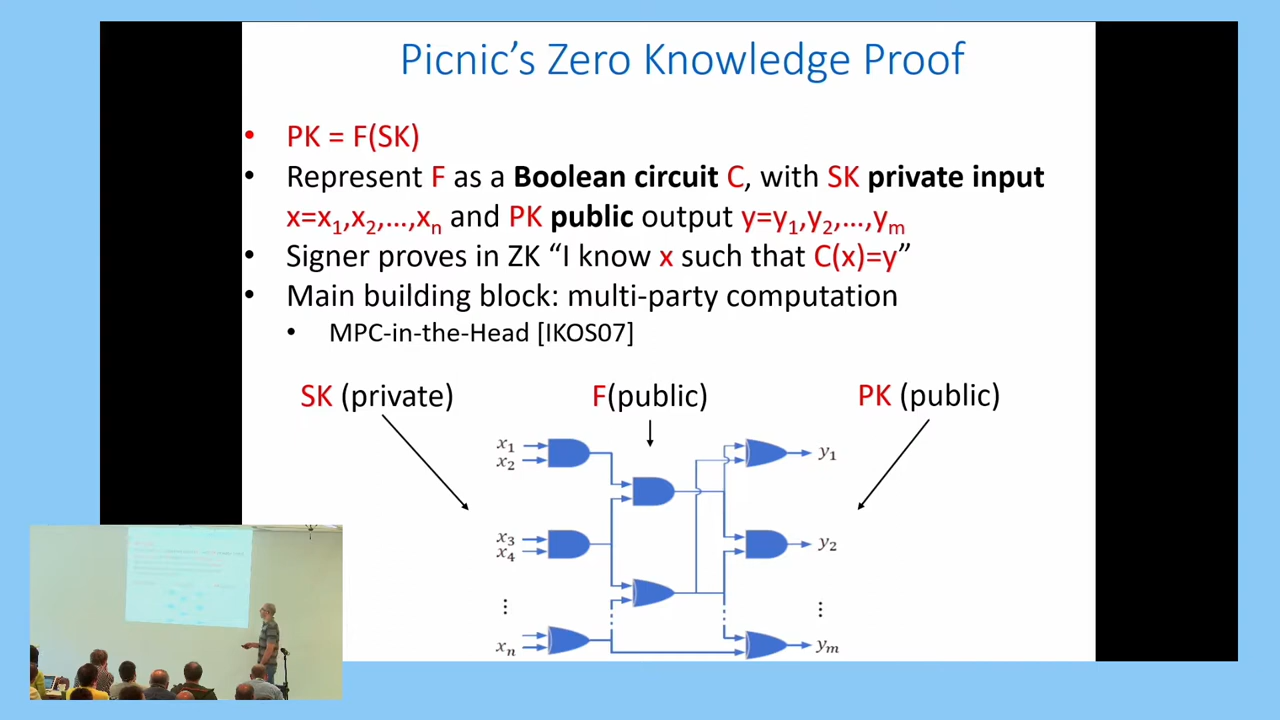 Picnic's Zero Knowledge Proof
• PK = F(SK)
• Represent F as a Boolean circuit C, with SK private input
x=x₁,x₂,…,xₙ and PK public output y=y₁,y₂,…,yₘ
• Signer proves in ZK “I know x such that C(x)=y”
• Main building block: multi-party computation
• MPC-in-the-Head [IKOS07]
SK (private)
F(public)
PK (public)
x₁
x₂
y₁
x₃
x₄
y₂
⋮
⋮
xₙ
yₘ